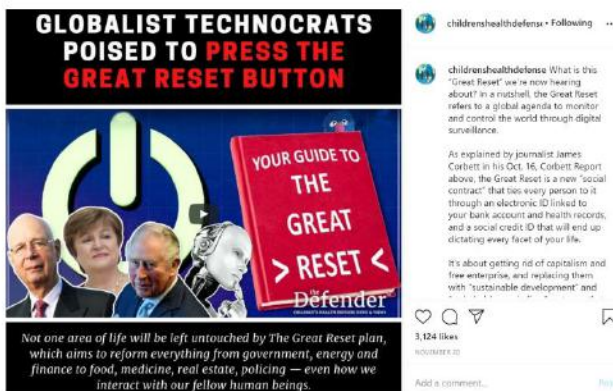 GLOBALIST TECHNOCRATS
POISED TO PRESS THE
GREAT RESET BUTTON
YOUR GUIDE TO
THE
GREAT
> RESET <
the
Defender
Not one area of life will be left untouched by The Great Reset plan,
which aims to reform everything from government, energy and
finance to food, medicine, real estate, policing — even how we
interact with our fellow human beings.
childrenshealthdefense • Following
childrenshealthdefense What is this
"Great Reset" we're now hearing
about? In a nutshell, the Great Reset
refers to a global agenda to monitor
and control the world through digital
surveillance.
As explained by journalist James
Corbett in his Oct. 16, Corbett Report
above, the Great Reset is a new "social
contract" that ties every person to it
through an electronic ID linked to
your bank account and health records,
and a social credit ID that will end up
dictating every facet of your life.
It's about getting rid of capitalism and
free enterprise, and replacing them
with "sustainable development" and
3,124 likes
NOVEMBER
Add a comment...
Post